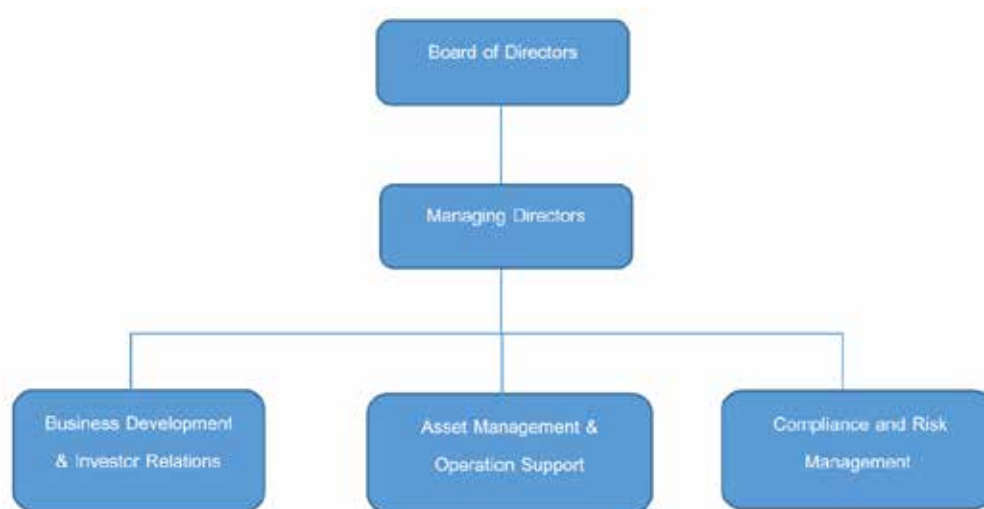 Board of Directors
Managing Directors
Business Development
& Investor Relations
Asset Management &
Operation Support
Compliance and Risk
Management